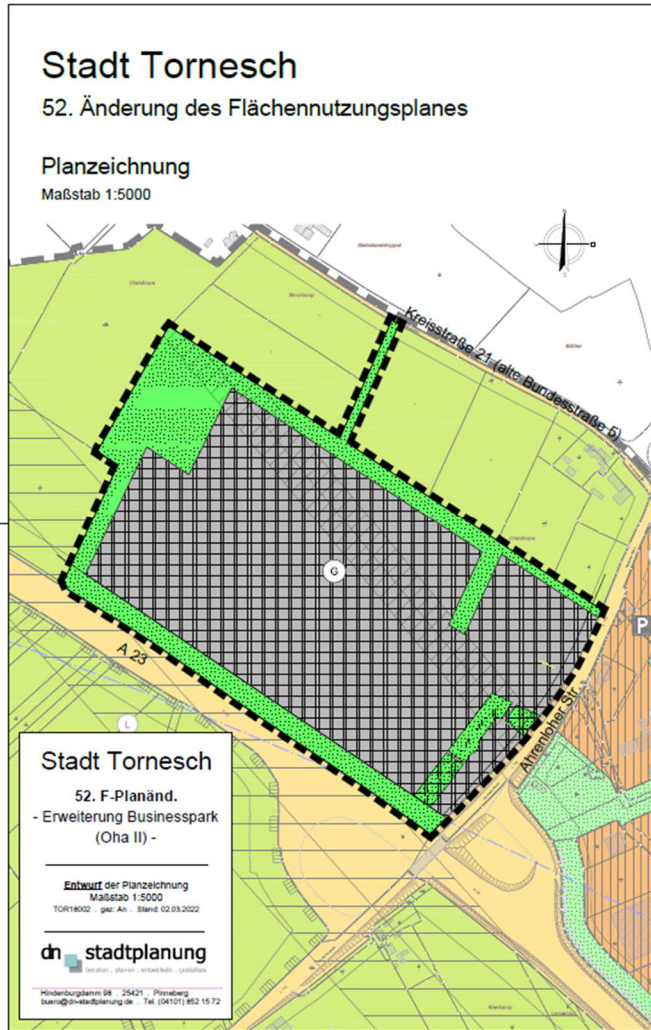 Stadt Tornesch
52. Änderung des Flächennutzungsplanes
Planzeichnung
Maßstab 1:5000
Kreisstraße 21 (alte Bundesstraße 5)
G
P
A 23
Ahrenloher Str.
L
Stadt Tornesch
52. F-Planänd.
- Erweiterung Businesspark
(Oha II) -
Entwurf der Planzeichnung
Maßstab 1:5000
TOR18002 . gez: An . Stand: 02.03.2022
dn stadtplanung
beraten . planen . entwickeln . gestalten
Hindenburgdamm 98 . 25421 . Pinneberg
buero@dn-stadtplanung.de . Tel. (04101) 852 15 72